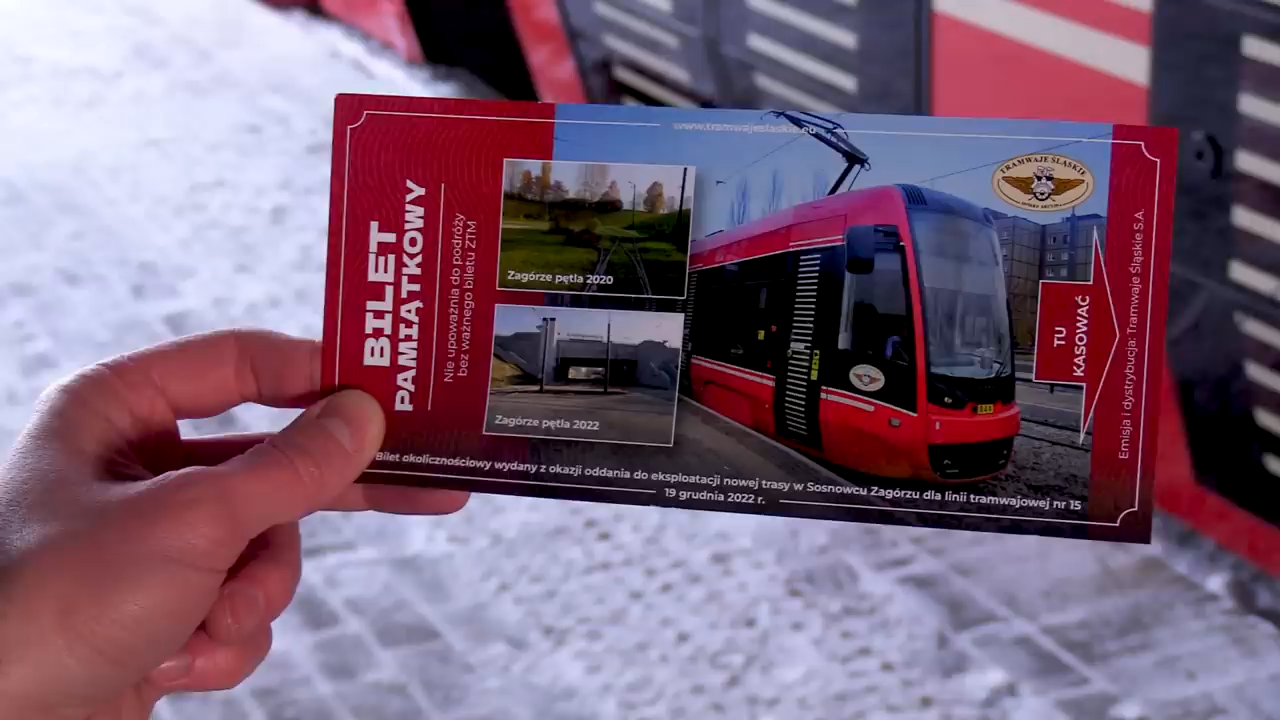 BILET
PAMIĄTKOWY
Nie upoważnia do podróży
bez ważnego biletu ZTM
www.tramwajeslaskie.eu
Zagórze pętla 2020
Zagórze pętla 2022
TRAMWAJE ŚLĄSKIE
SPÓŁKA AKCYJNA
TU
KASOWAĆ
Emisja i dystrybucja: Tramwaje Śląskie S.A.
Bilet okolicznościowy wydany z okazji oddania do eksploatacji nowej trasy w Sosnowcu Zagórzu dla linii tramwajowej nr 15
19 grudnia 2022 r.